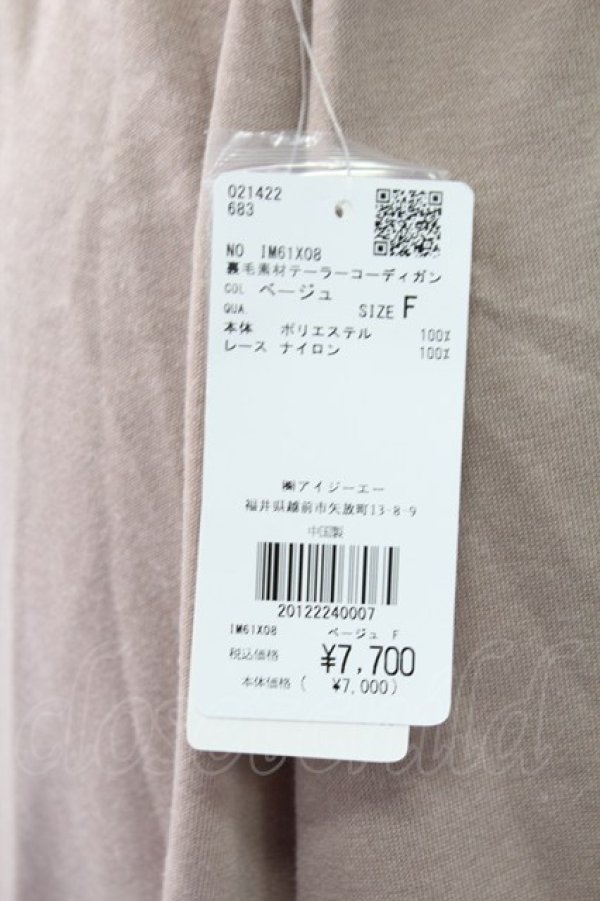 021422
683
NO IM61X08
裏毛素材テーラーコーディガン
COL ベージュ
QUA. SIZE F
本体 ポリエステル 100%
レース ナイロン 100%
㈱アイジーエー
福井県越前市矢放町13-8-9
中国製
20122240007
IM61X08 ベージュ F
税込価格 ¥7,700
本体価格 ( ¥7,000)
closet child